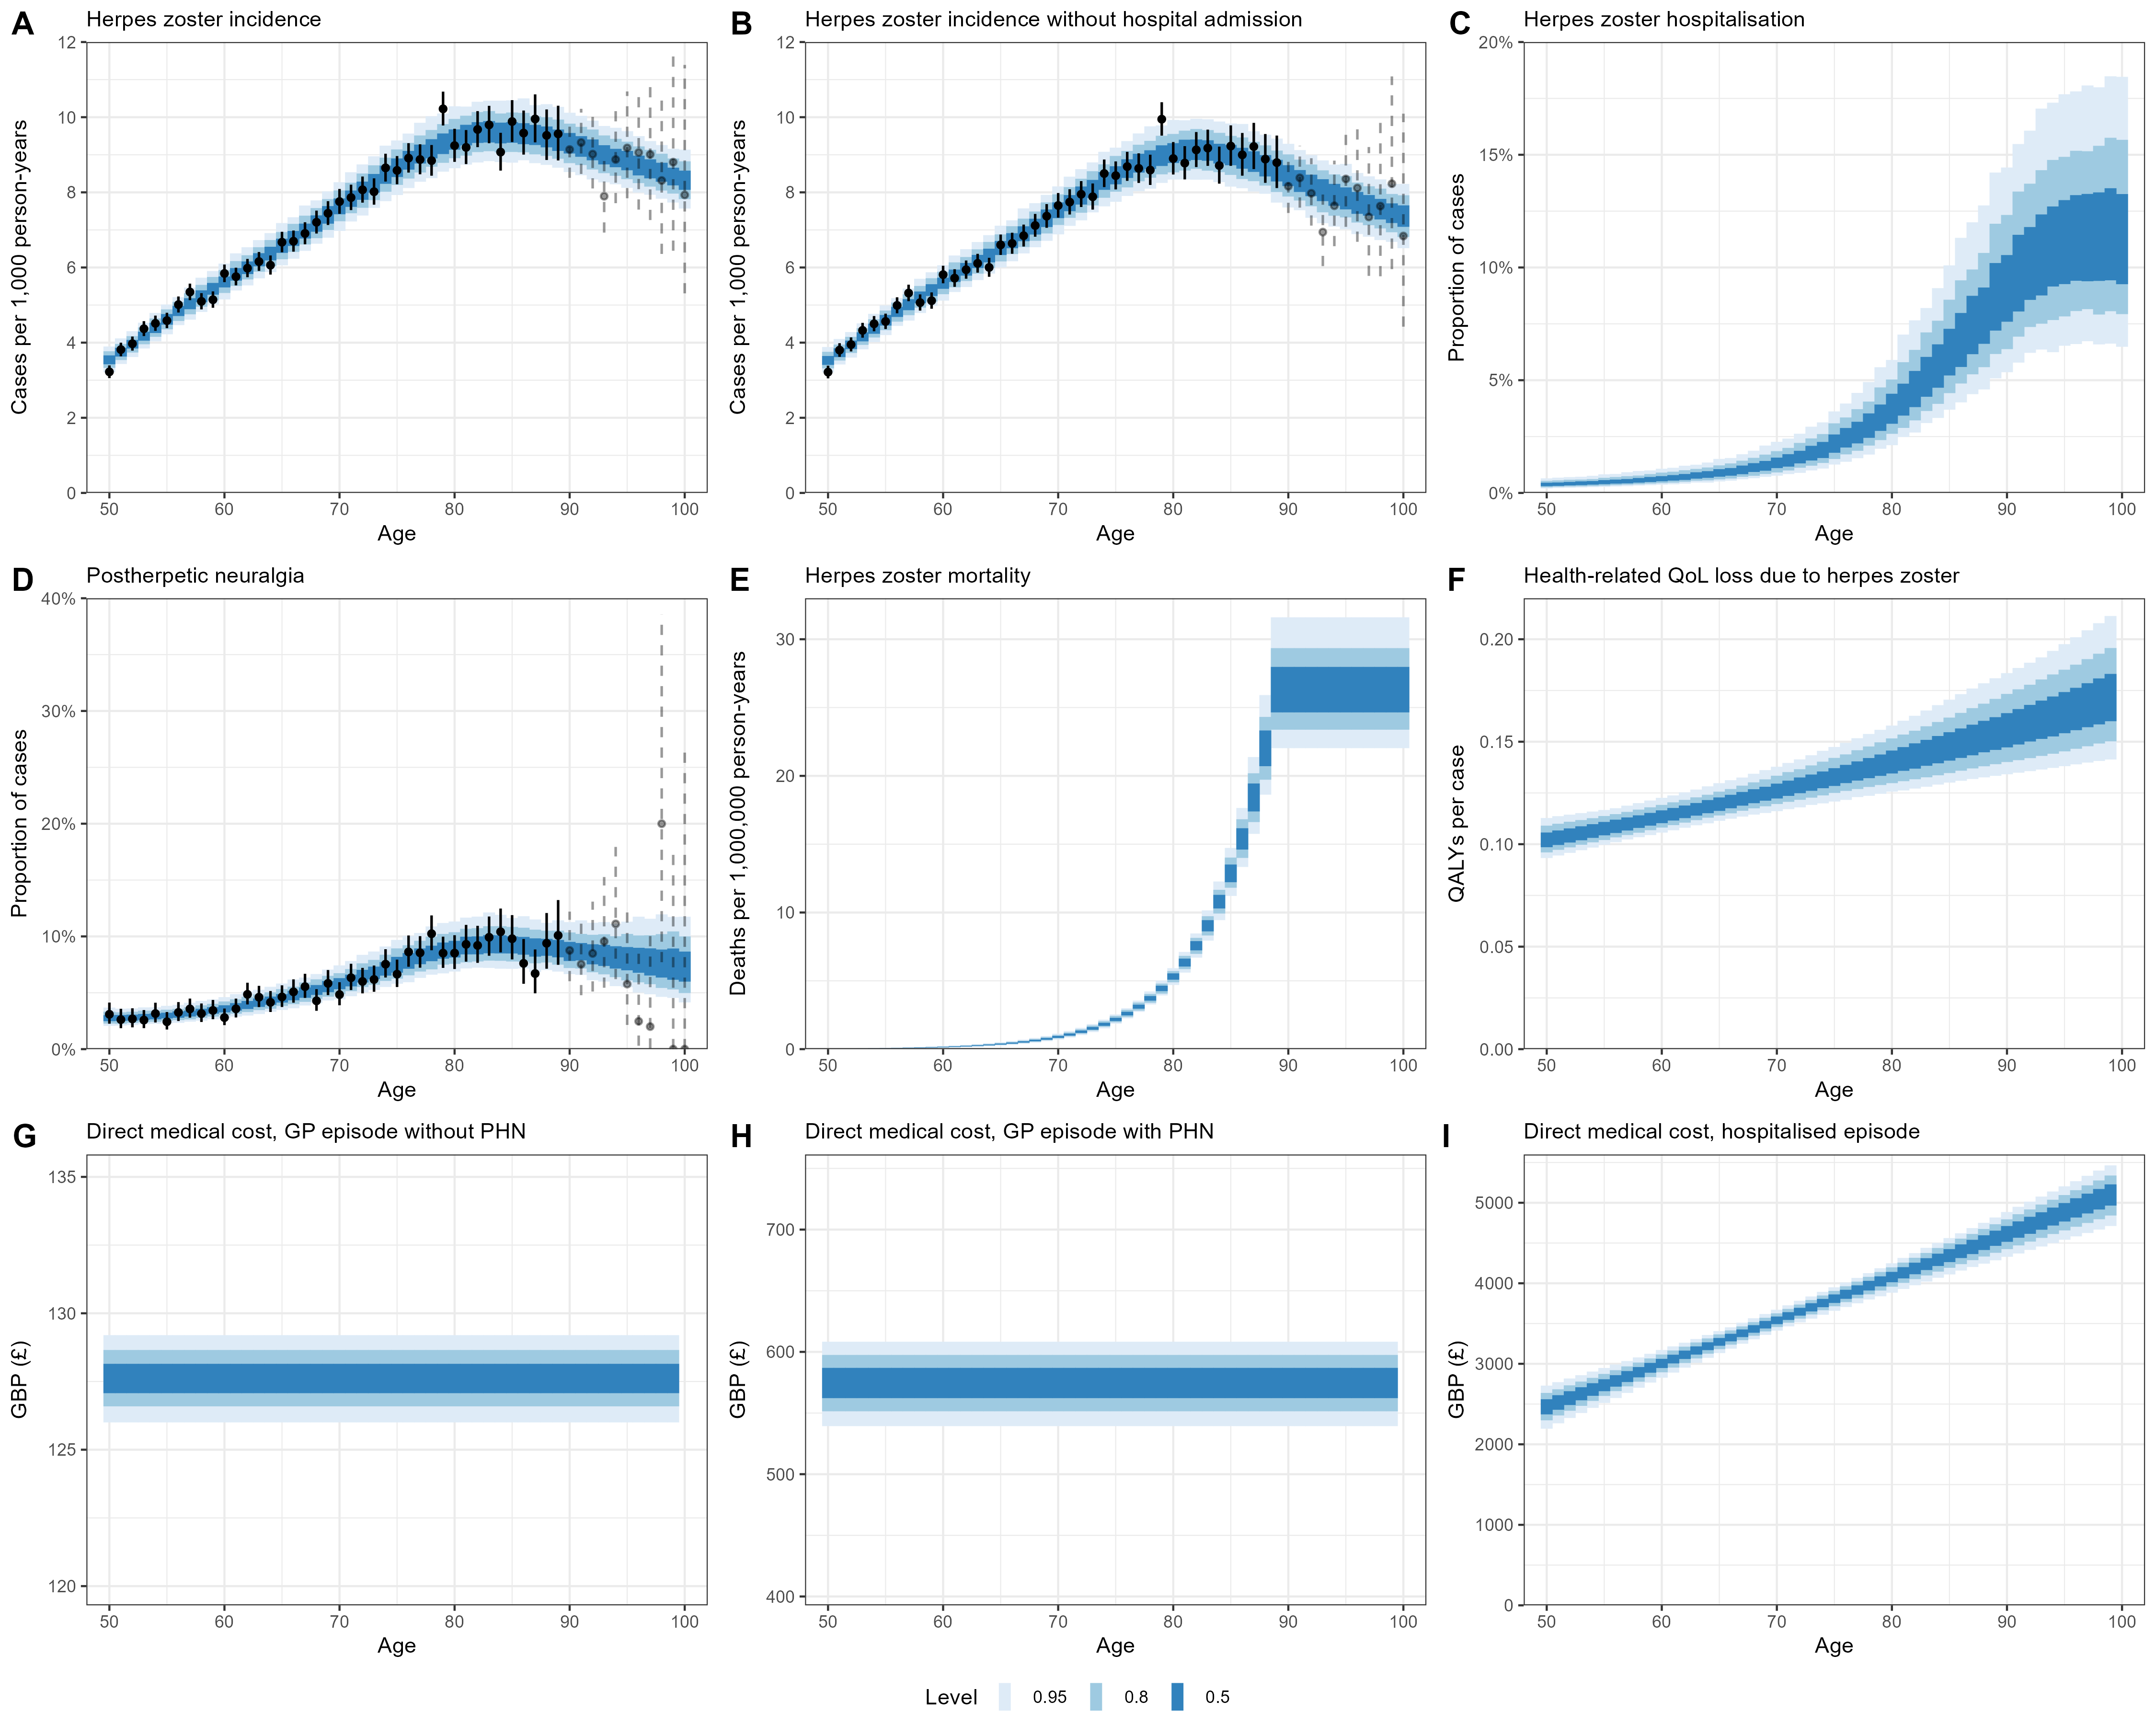 A Herpes zoster incidence
Cases per 1,000 person-years
12
10
8
6
4
2
0
50 60 70 80 90 100
Age
B Herpes zoster incidence without hospital admission
Cases per 1,000 person-years
12
10
8
6
4
2
0
50 60 70 80 90 100
Age
C Herpes zoster hospitalisation
Proportion of cases
20%
15%
10%
5%
0%
50 60 70 80 90 100
Age
D Postherpetic neuralgia
Proportion of cases
40%
30%
20%
10%
0%
50 60 70 80 90 100
Age
E Herpes zoster mortality
Deaths per 1,000,000 person-years
30
20
10
0
50 60 70 80 90 100
Age
F Health-related QoL loss due to herpes zoster
QALYs per case
0.20
0.15
0.10
0.05
0.00
50 60 70 80 90 100
Age
G Direct medical cost, GP episode without PHN
GBP (£)
135
130
125
120
50 60 70 80 90 100
Age
H Direct medical cost, GP episode with PHN
GBP (£)
700
600
500
400
50 60 70 80 90 100
Age
I Direct medical cost, hospitalised episode
GBP (£)
5000
4000
3000
2000
1000
0
50 60 70 80 90 100
Age
Level 0.95 0.8 0.5